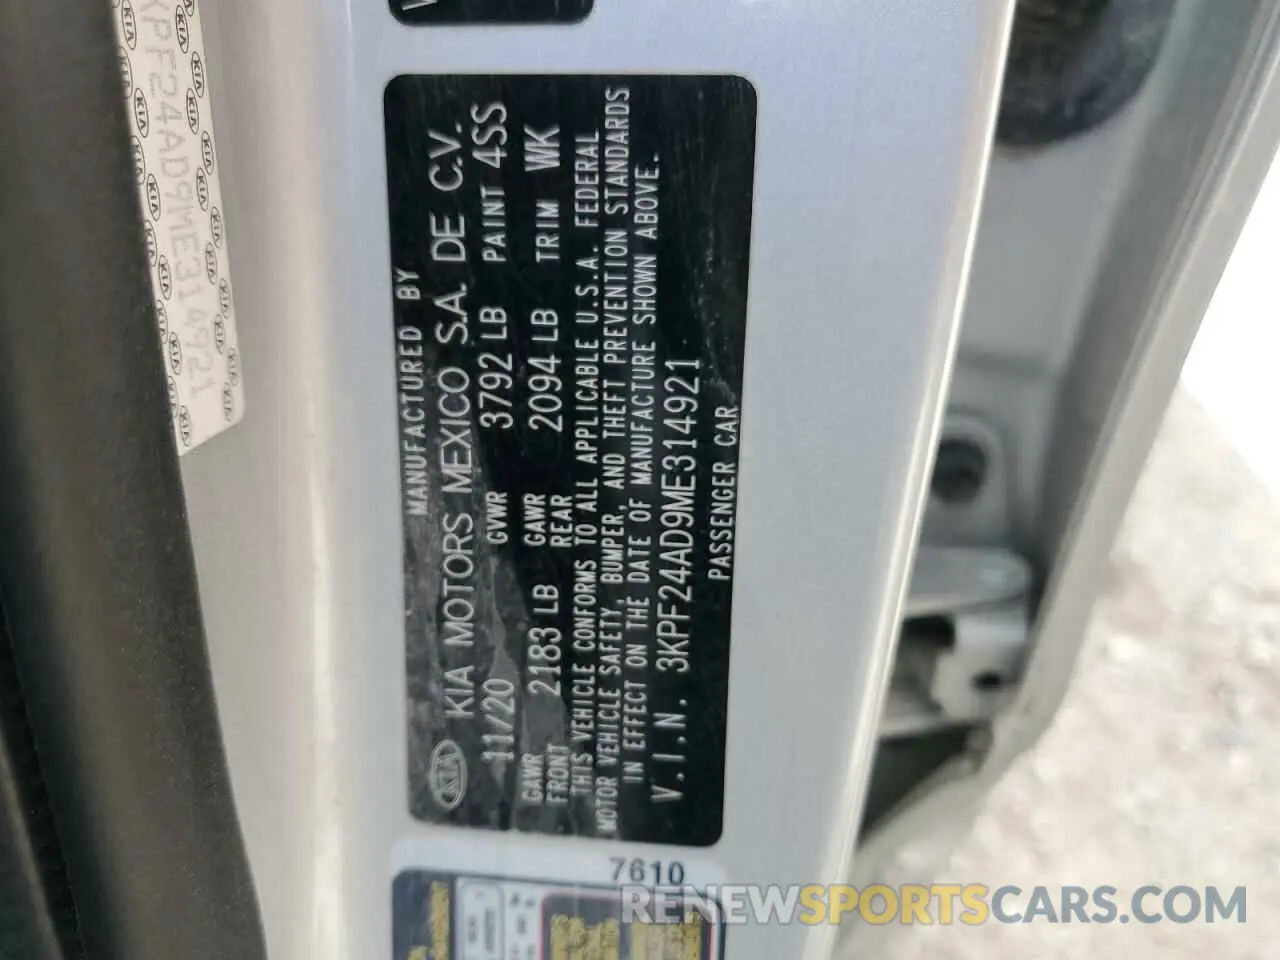 MANUFACTURED BY
KIA KIA MOTORS MEXICO S.A. DE C.V.
11/20 GVWR 3792 LB PAINT 4SS
GAWR FRONT 2183 LB GAWR REAR 2094 LB TRIM WK
THIS VEHICLE CONFORMS TO ALL APPLICABLE U.S.A. FEDERAL
MOTOR VEHICLE SAFETY, BUMPER, AND THEFT PREVENTION STANDARDS
IN EFFECT ON THE DATE OF MANUFACTURE SHOWN ABOVE.
V.I.N. 3KPF24AD9ME314921
PASSENGER CAR
KPF24AD9ME314921
7610
RENEWSPORTSCARS.COM